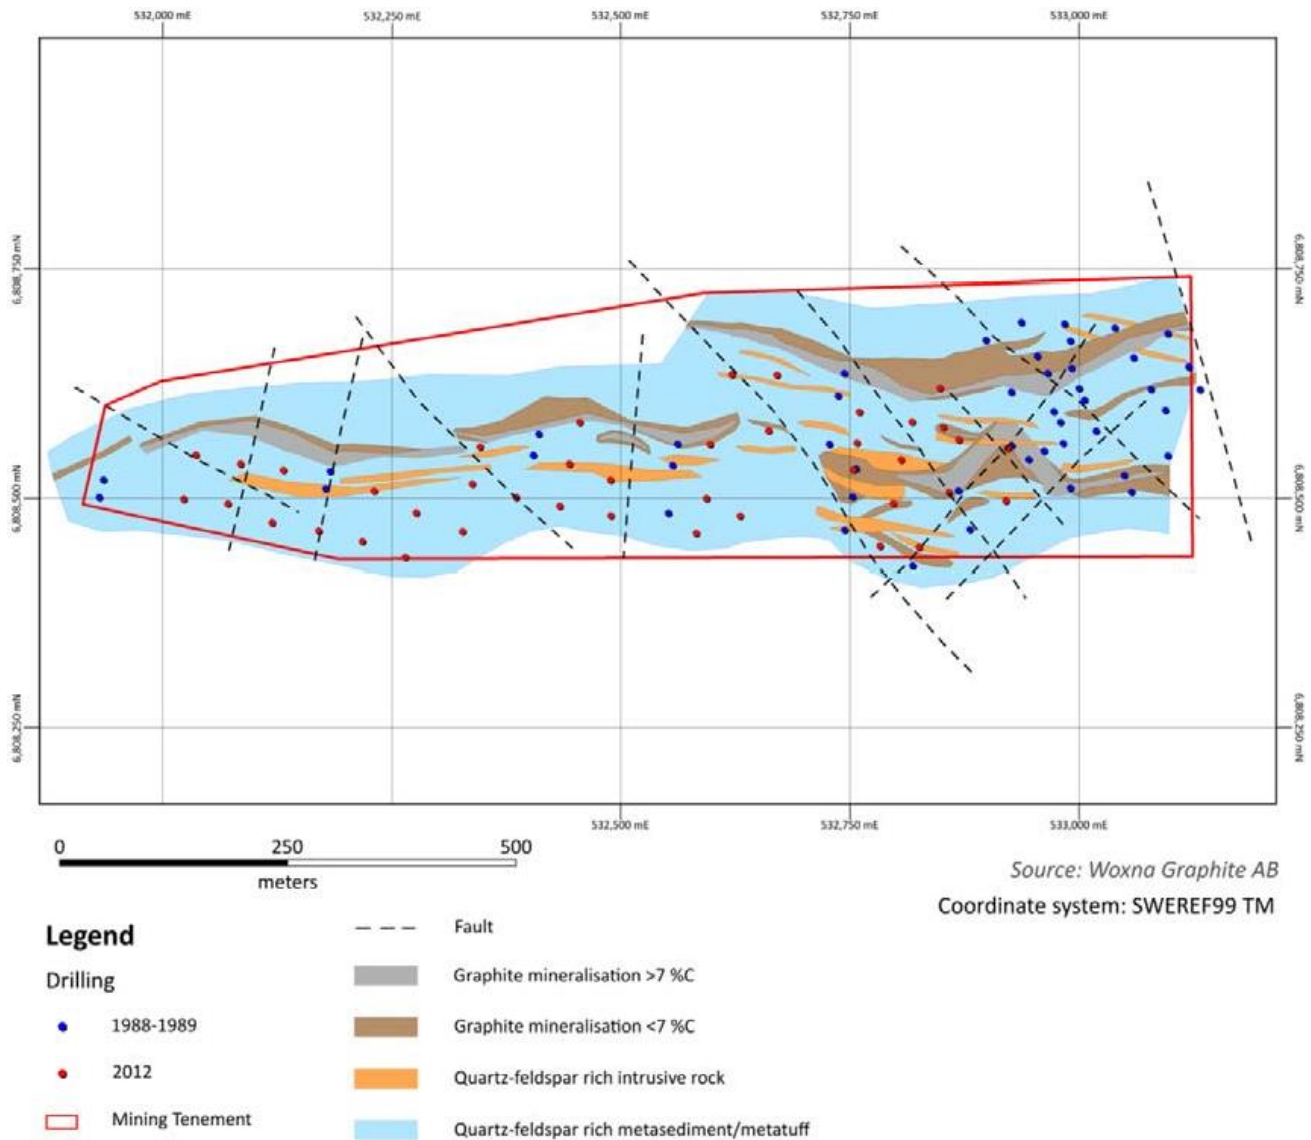 532,000 mE
532,250 mE
532,500 mE
532,750 mE
533,000 mE
6,808,750 mN
6,808,750 mN
6,808,500 mN
6,808,500 mN
6,808,250 mN
6,808,250 mN
532,500 mE
532,750 mE
533,000 mE
0
250
500
meters
Source: Woxna Graphite AB
Coordinate system: SWEREF99 TM
Legend
Drilling
1988-1989
2012
Mining Tenement
Fault
Graphite mineralisation >7 %C
Graphite mineralisation <7 %C
Quartz-feldspar rich intrusive rock
Quartz-feldspar rich metasediment/metatuff